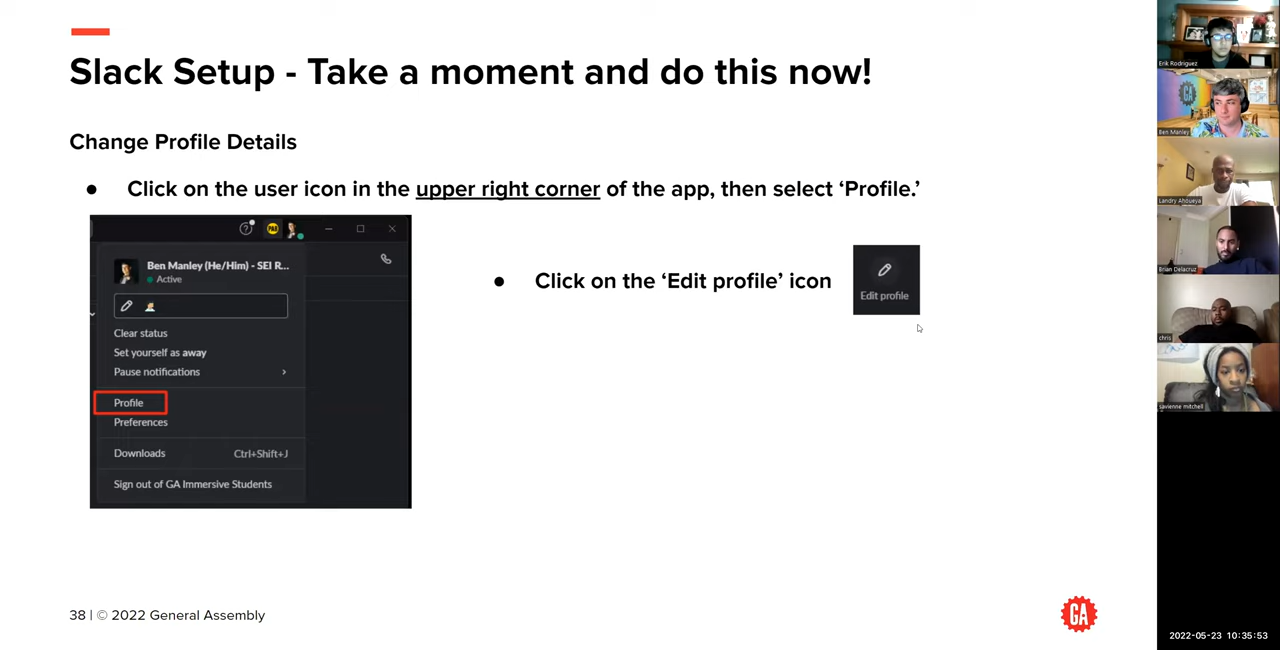 Slack Setup - Take a moment and do this now!
Change Profile Details
● Click on the user icon in the upper right corner of the app, then select ‘Profile.’
Ben Manley (He/Him) - SEI R...
Active
Clear status
Set yourself as away
Pause notifications
Profile
Preferences
Downloads Ctrl+Shift+J
Sign out of GA Immersive Students
● Click on the ‘Edit profile’ icon
Edit profile
38 | © 2022 General Assembly
GA
Erik Rodriguez
GA
Ben Manley
Landry Ahoueya
Brian Delacruz
chris
savienne mitchell
2022-05-23 10:35:53